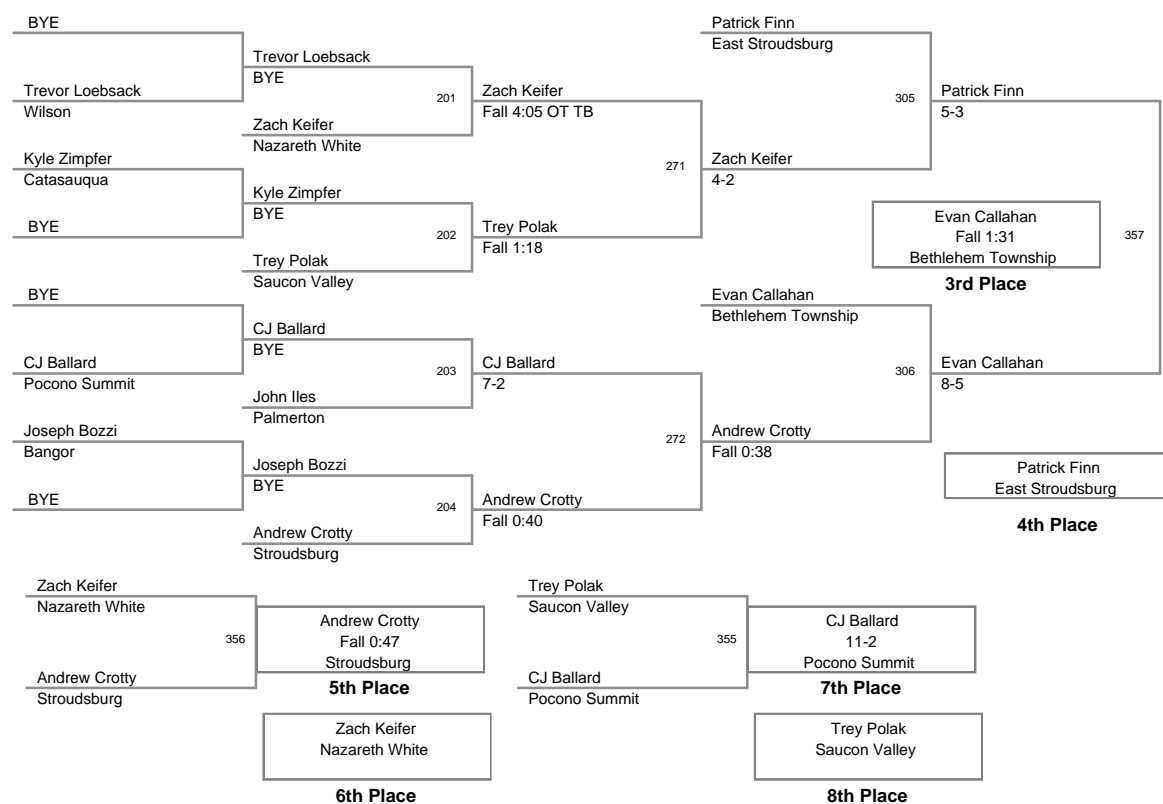 BYE
Trevor Loebsack
Wilson
Kyle Zimpfer
Catasauqua
BYE
BYE
CJ Ballard
Pocono Summit
Joseph Bozzi
Bangor
BYE
Trevor Loebsack
BYE
201
Zach Keifer
Nazareth White
Kyle Zimpfer
BYE
202
Trey Polak
Saucon Valley
CJ Ballard
BYE
203
John Iles
Palmerton
Joseph Bozzi
BYE
204
Andrew Crotty
Stroudsburg
Zach Keifer
Fall 4:05 OT TB
271
Trey Polak
Fall 1:18
CJ Ballard
7-2
272
Andrew Crotty
Fall 0:40
Patrick Finn
East Stroudsburg
305
Zach Keifer
4-2
Evan Callahan
Bethlehem Township
306
Andrew Crotty
Fall 0:38
Patrick Finn
5-3
357
Evan Callahan
8-5
Evan Callahan
Fall 1:31
Bethlehem Township
3rd Place
Patrick Finn
East Stroudsburg
4th Place
Zach Keifer
Nazareth White
356
Andrew Crotty
Stroudsburg
Andrew Crotty
Fall 0:47
Stroudsburg
5th Place
Zach Keifer
Nazareth White
6th Place
Trey Polak
Saucon Valley
355
CJ Ballard
Pocono Summit
CJ Ballard
11-2
Pocono Summit
7th Place
Trey Polak
Saucon Valley
8th Place